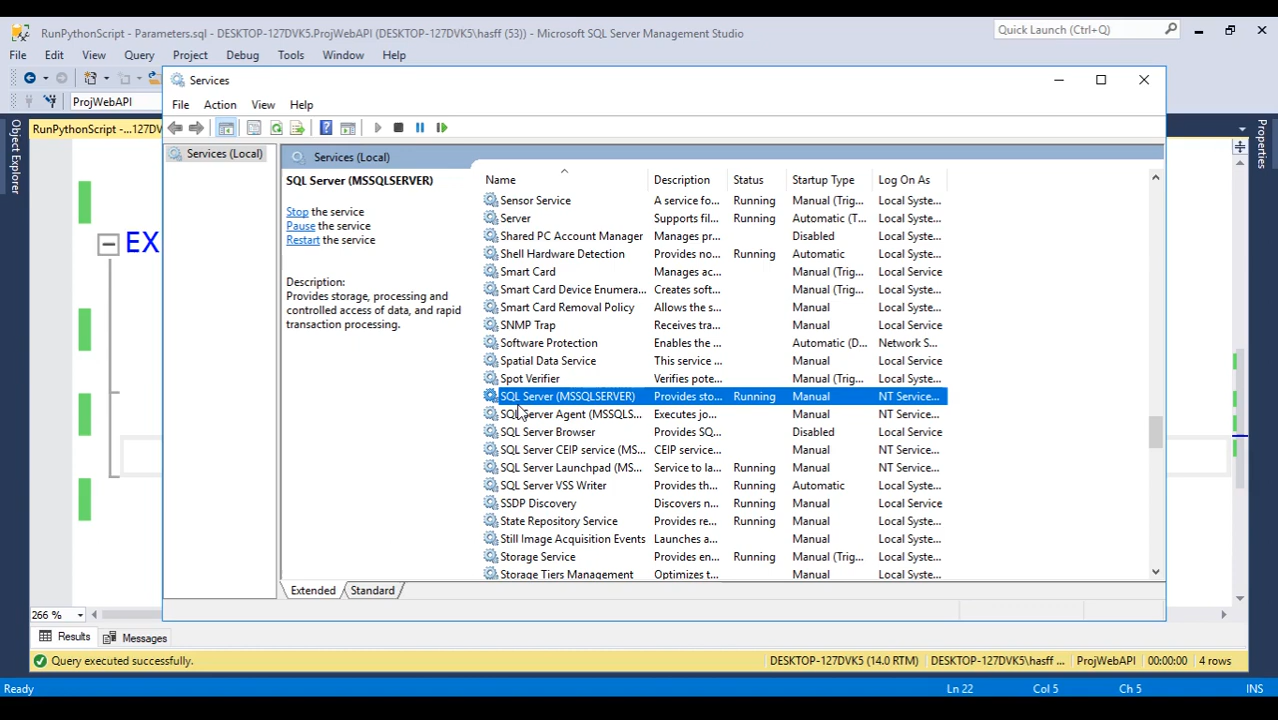 RunPythonScript - Parameters.sql - DESKTOP-127DVK5.ProjWebAPI (DESKTOP-127DVK5\hasff (53)) - Microsoft SQL Server Management Studio
Quick Launch (Ctrl+Q)
File Edit View Query Project Debug Tools Window Help
ProjWebAPI
RunPythonScript -...127DV
Object Explorer
Properties
EX
Services
File Action View Help
Services (Local)
Services (Local)
SQL Server (MSSQLSERVER)
Stop the service
Pause the service
Restart the service
Description:
Provides storage, processing and
controlled access of data, and rapid
transaction processing.
Name Description Status Startup Type Log On As
Sensor Service A service fo... Running Manual (Trig... Local Syste...
Server Supports fil... Running Automatic (T... Local Syste...
Shared PC Account Manager Manages pr... Disabled Local Syste...
Shell Hardware Detection Provides no... Running Automatic Local Syste...
Smart Card Manages ac... Manual (Trig... Local Service
Smart Card Device Enumera... Creates soft... Manual (Trig... Local Syste...
Smart Card Removal Policy Allows the s... Manual Local Syste...
SNMP Trap Receives tra... Manual Local Service
Software Protection Enables the ... Automatic (D... Network S...
Spatial Data Service This service ... Manual Local Service
Spot Verifier Verifies pote... Manual (Trig... Local Syste...
SQL Server (MSSQLSERVER) Provides sto... Running Manual NT Service...
SQL Server Agent (MSSQLS... Executes jo... Manual NT Service...
SQL Server Browser Provides SQ... Disabled Local Service
SQL Server CEIP service (MS... CEIP service... Manual NT Service...
SQL Server Launchpad (MS... Service to la... Running Manual NT Service...
SQL Server VSS Writer Provides th... Running Automatic Local Syste...
SSDP Discovery Discovers n... Running Manual Local Service
State Repository Service Provides re... Running Manual Local Syste...
Still Image Acquisition Events Launches a... Manual Local Syste...
Storage Service Provides en... Running Manual (Trig... Local Syste...
Storage Tiers Management Optimizes t... Manual Local Syste...
Extended Standard
266 %
Results Messages
Query executed successfully. DESKTOP-127DVK5 (14.0 RTM) DESKTOP-127DVK5\hasff ... ProjWebAPI 00:00:00 4 rows
Ready Ln 22 Col 5 Ch 5 INS